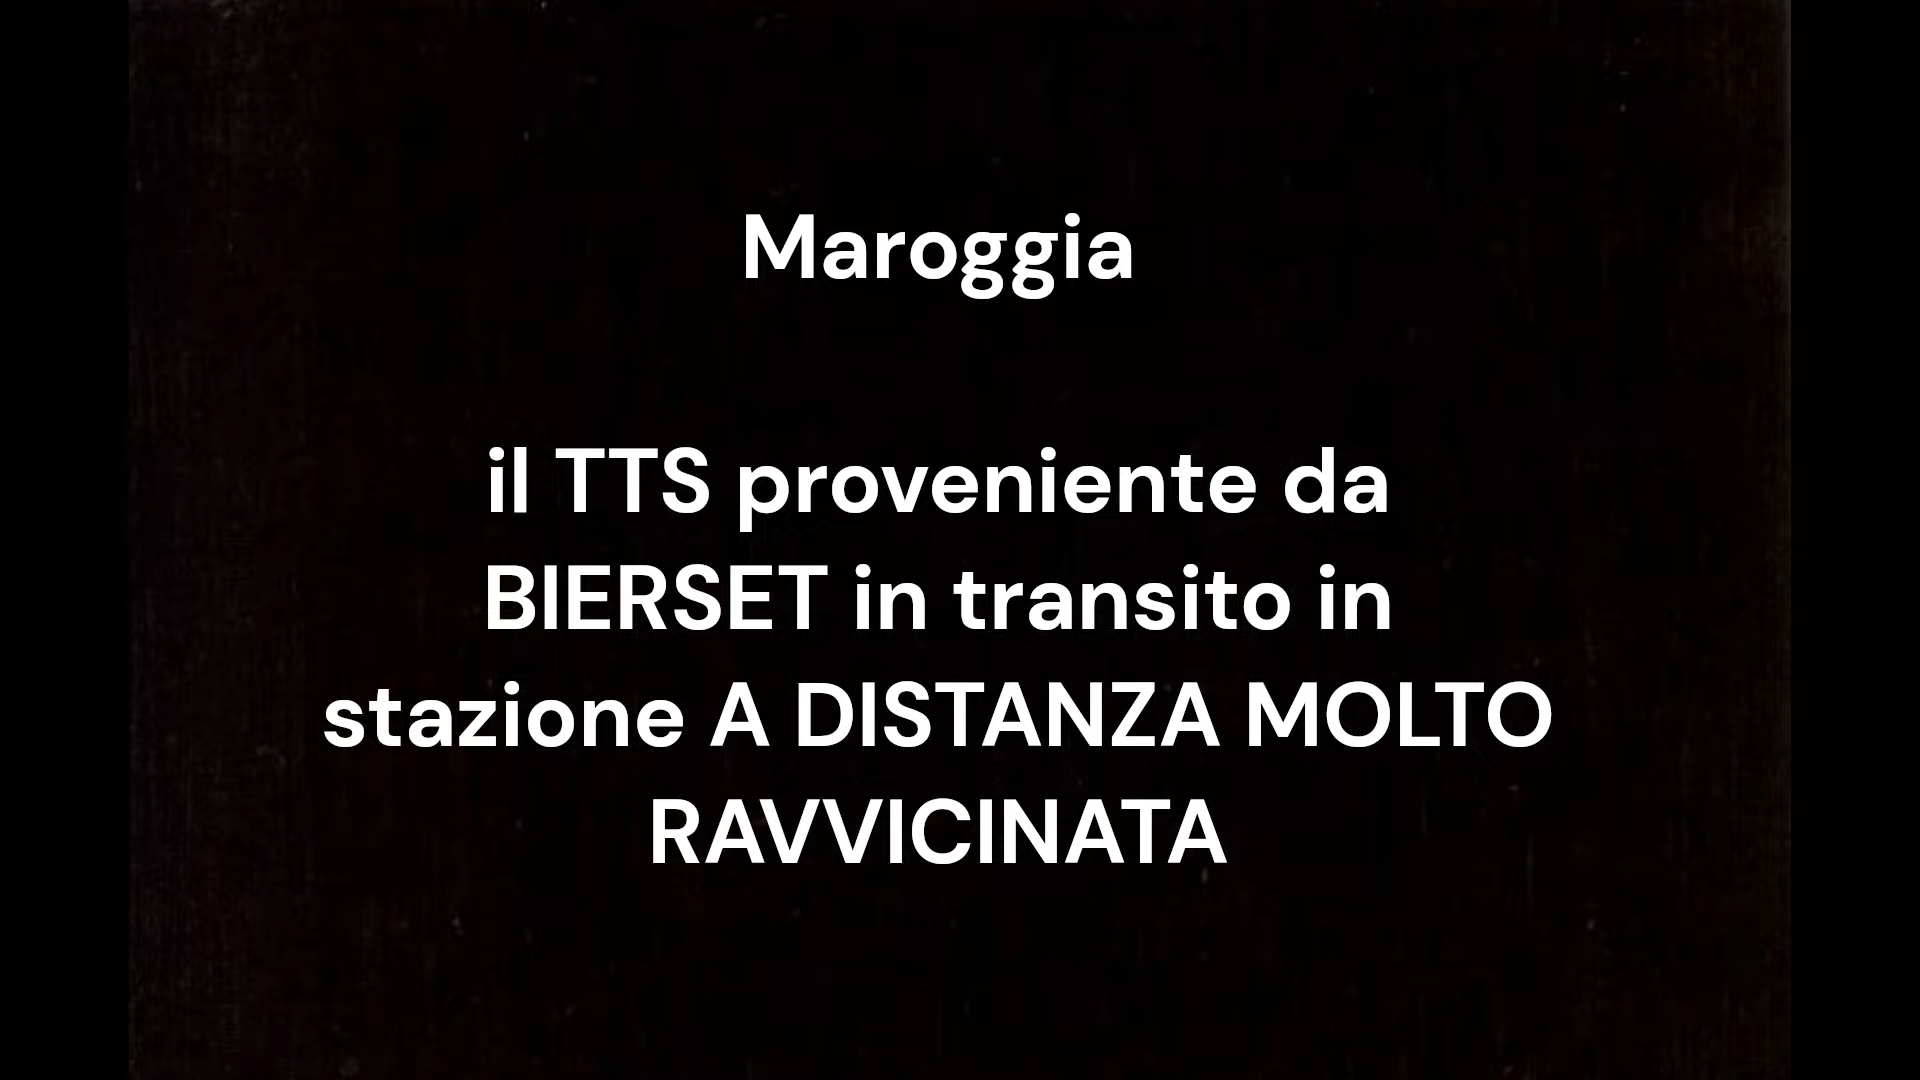 Maroggia
il TTS proveniente da
BIERSET in transito in
stazione A DISTANZA MOLTO
RAVVICINATA